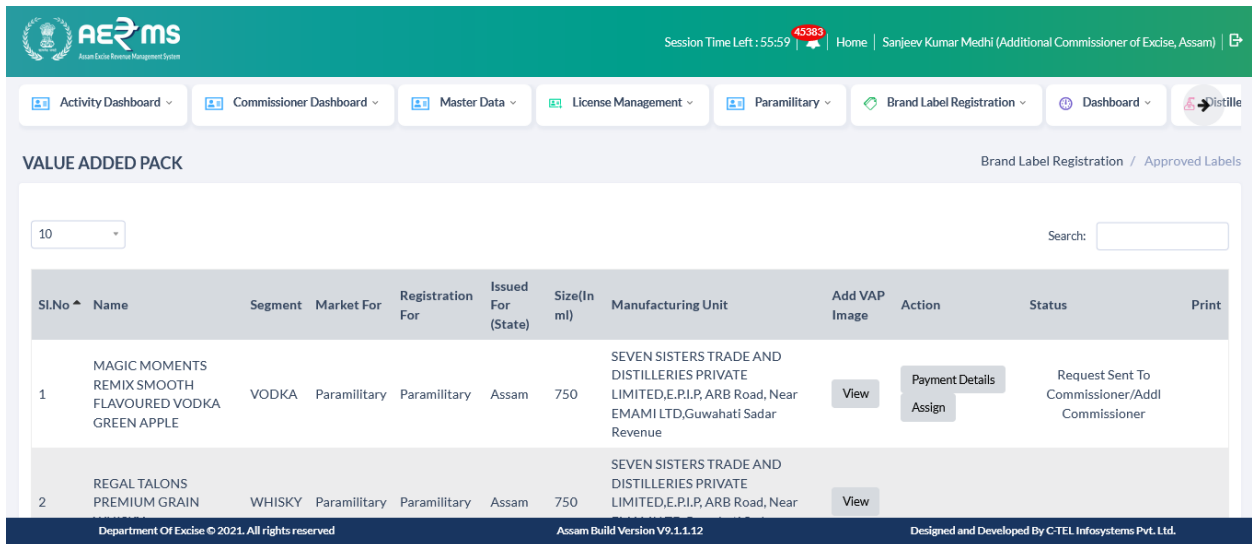 AERMS
Assam Excise Revenue Management System
Session Time Left : 55:59 | 45383 | Home | Sanjeev Kumar Medhi (Additional Commissioner of Excise, Assam) |
Activity Dashboard Commissioner Dashboard Master Data License Management Paramilitary Brand Label Registration Dashboard Distille
VALUE ADDED PACK
Brand Label Registration / Approved Labels
10
Search:
Sl.No Name Segment Market For Registration For Issued For (State) Size(In ml) Manufacturing Unit Add VAP Image Action Status Print
1
MAGIC MOMENTS
REMIX SMOOTH
FLAVOURED VODKA
GREEN APPLE
VODKA Paramilitary Paramilitary Assam 750
SEVEN SISTERS TRADE AND
DISTILLERIES PRIVATE
LIMITED,E.P.I.P, ARB Road, Near
EMAMI LTD,Guwahati Sadar
Revenue
View
Payment Details
Assign
Request Sent To
Commissioner/Addl
Commissioner
2
REGAL TALONS
PREMIUM GRAIN
WHISKY Paramilitary Paramilitary Assam 750
SEVEN SISTERS TRADE AND
DISTILLERIES PRIVATE
LIMITED,E.P.I.P, ARB Road, Near
View
Department Of Excise © 2021. All rights reserved
Assam Build Version V9.1.1.12
Designed and Developed By C-TEL Infosystems Pvt. Ltd.